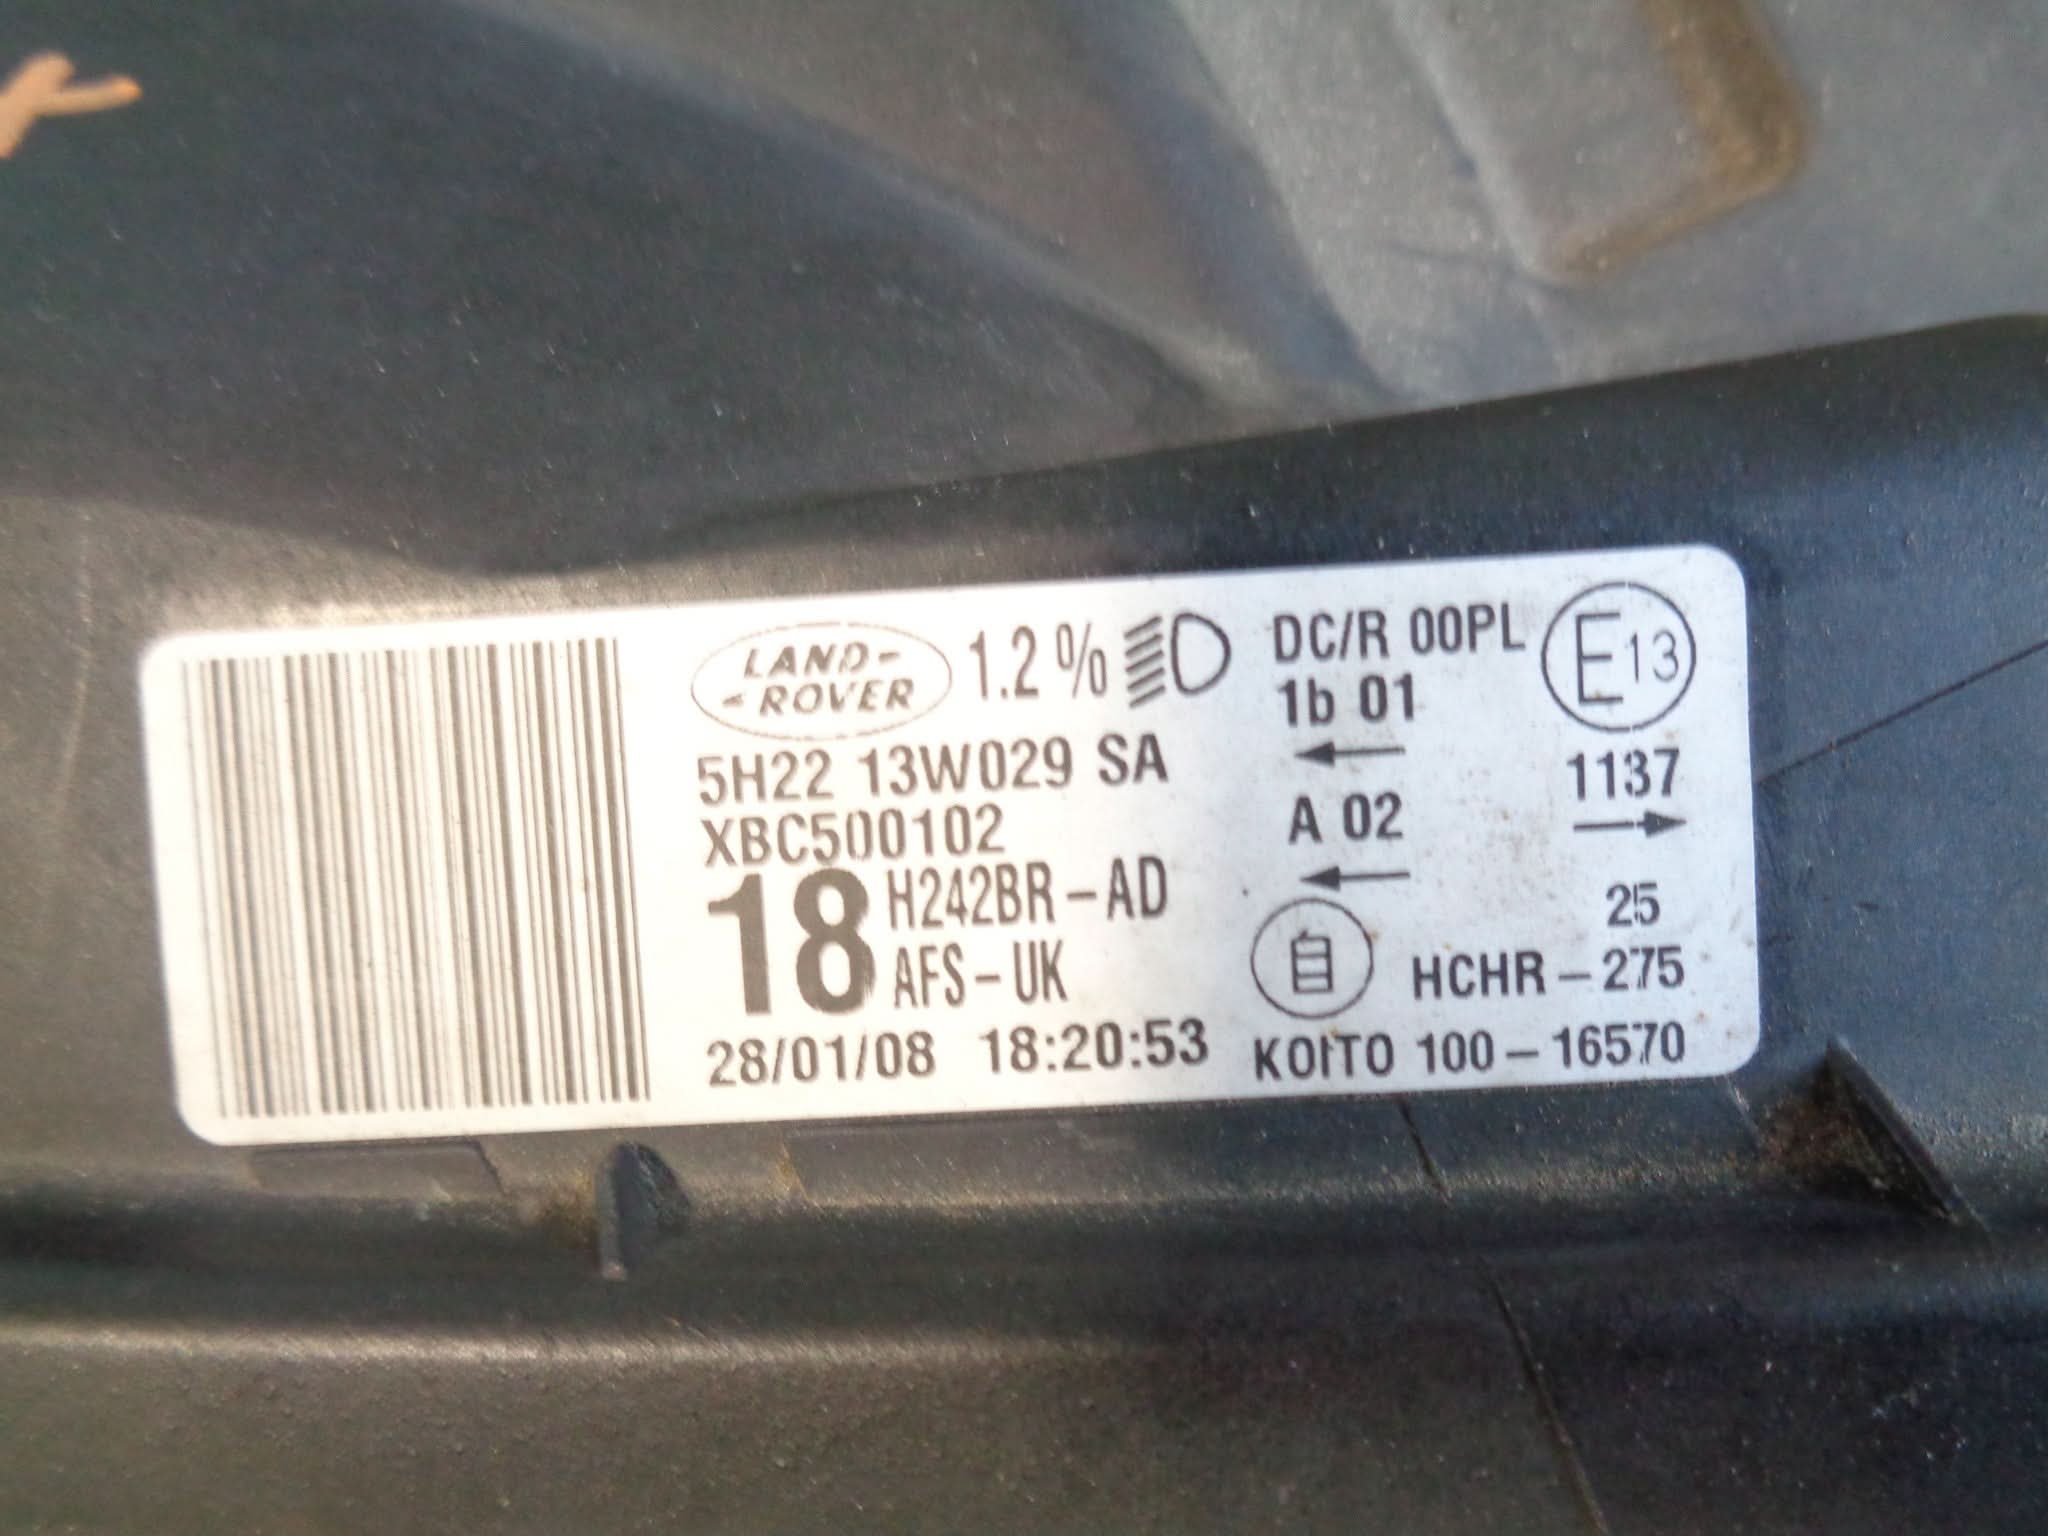 LAND-
ROVER
1.2%
5H22 13W029 SA
XBC500102
18 H242BR-AD
AFS-UK
28/01/08 18:20:53
DC/R 00PL
1b 01
←
A 02
←
E13
1137
→
25
HCHR-275
KOITO 100-16570